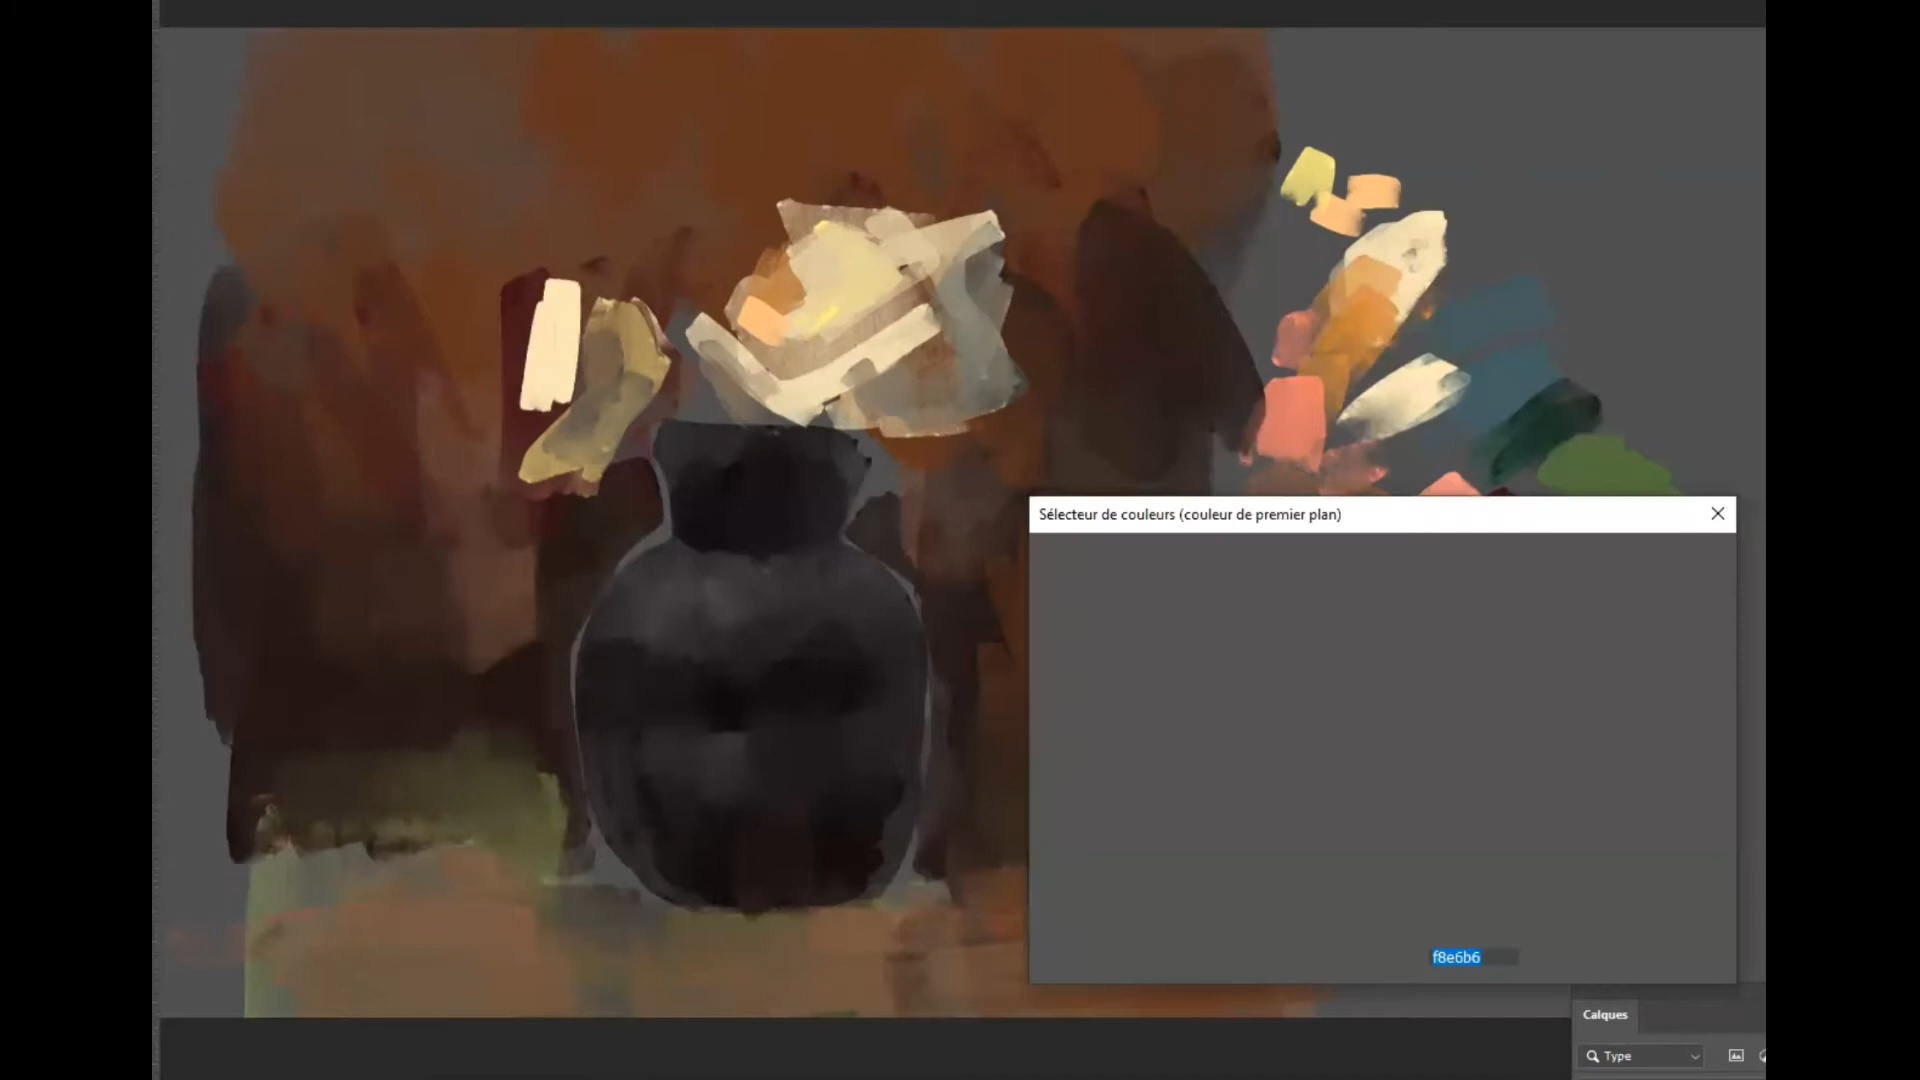 Sélecteur de couleurs (couleur de premier plan)
f8e6b6
Calques
Type